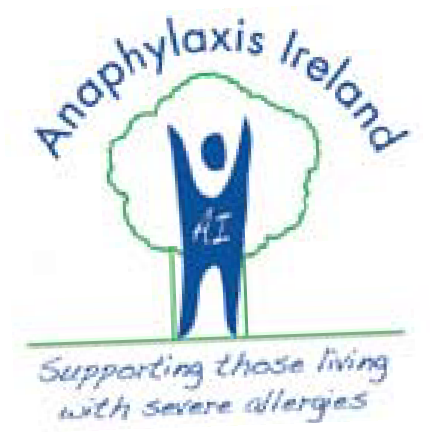 Anaphylaxis Ireland
AI
Supporting those living
with severe allergies